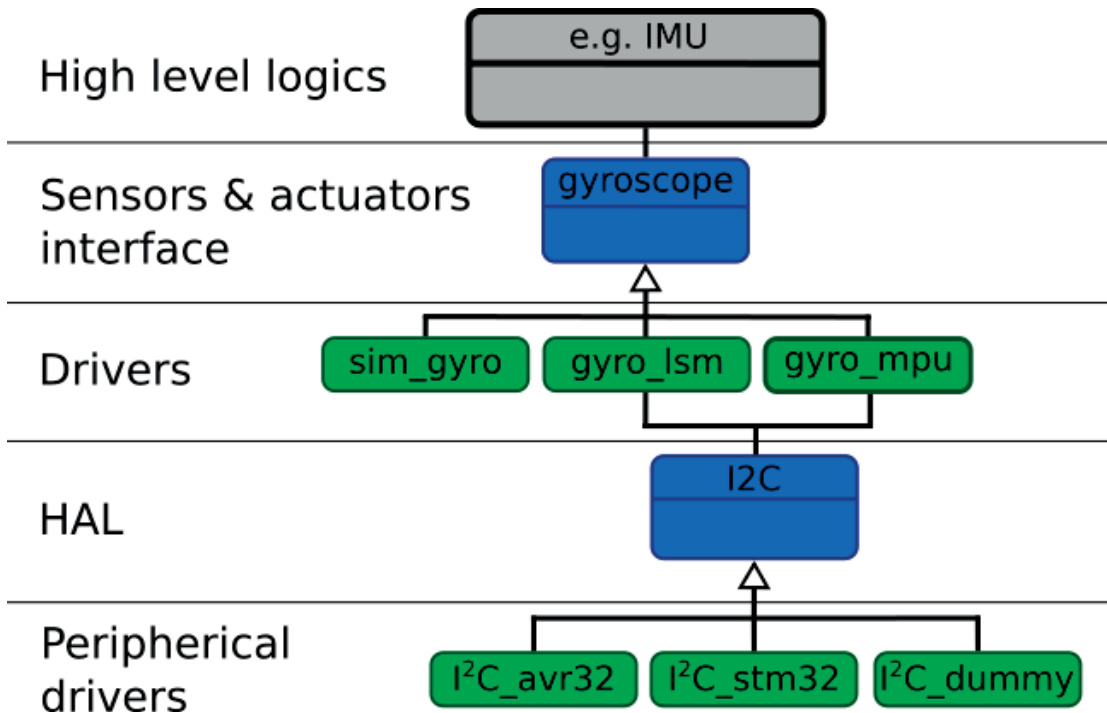 e.g. IMU
High level logics
gyroscope
Sensors & actuators
interface
Drivers
sim_gyro
gyro_lsm
gyro_mpu
I2C
HAL
Peripherical
drivers
I²C_avr32
I²C_stm32
I²C_dummy